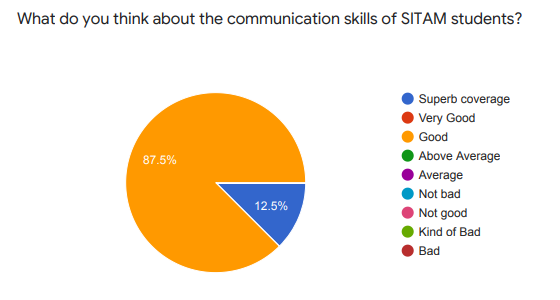 What do you think about the communication skills of SITAM students?
87.5%
12.5%
Superb coverage
Very Good
Good
Above Average
Average
Not bad
Not good
Kind of Bad
Bad